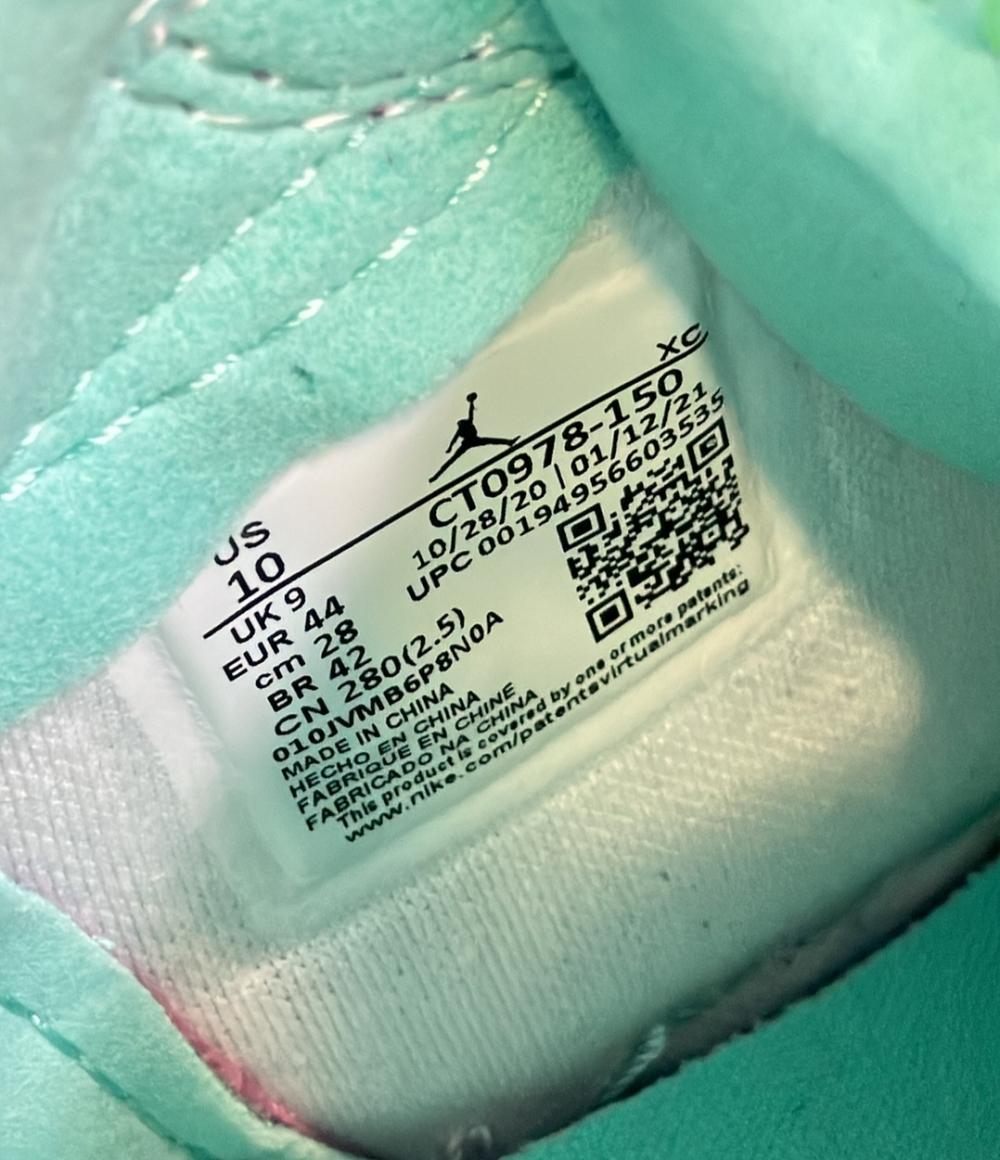 XC
US
10
CT0978-150
10/28/20 | 01/12/21
UPC 00194956603535
UK 9
EUR 44
cm 28
BR 42
CN 280(2.5)
010JVMB6P8N0A
MADE IN CHINA
HECHO EN CHINA
FABRIQUE EN CHINE
FABRICADO NA CHINA
This product is covered by one or more patents:
www.nike.com/patentsvirtualmarking